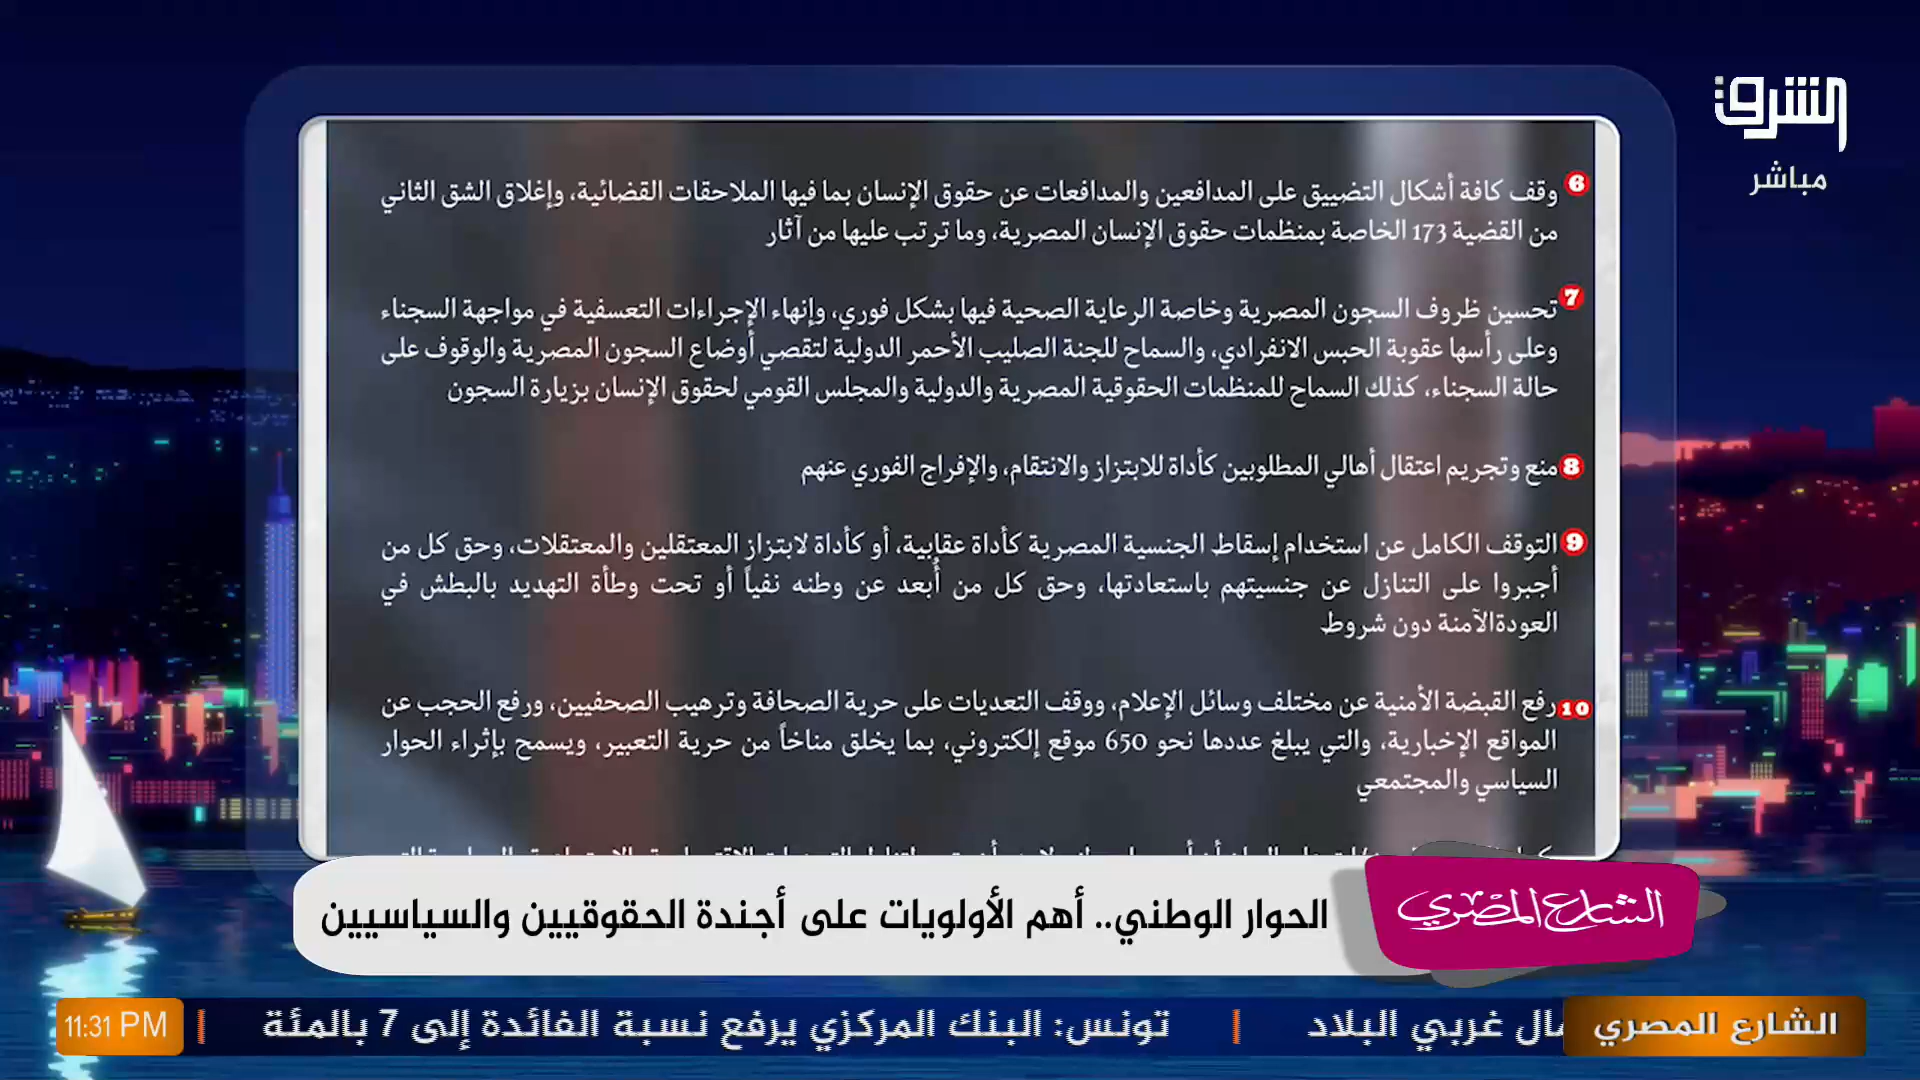 الشرق
مباشر
6 وقف كافة أشكال التضييق على المدافعين والمدافعات عن حقوق الإنسان بما فيها الملاحقات القضائية، وإغلاق الشق الثاني
من القضية 173 الخاصة بمنظمات حقوق الإنسان المصرية، وما ترتب عليها من آثار
7 تحسين ظروف السجون المصرية وخاصة الرعاية الصحية فيها بشكل فوري، وإنهاء الإجراءات التعسفية في مواجهة السجناء
وعلى رأسها عقوبة الحبس الانفرادي، والسماح للجنة الصليب الأحمر الدولية لتقصي أوضاع السجون المصرية والوقوف على
حالة السجناء، كذلك السماح للمنظمات الحقوقية المصرية والدولية والمجلس القومي لحقوق الإنسان بزيارة السجون
8 منع وتجريم اعتقال أهالي المطلوبين كأداة للابتزاز والانتقام، والإفراج الفوري عنهم
9 التوقف الكامل عن استخدام إسقاط الجنسية المصرية كأداة عقابية، أو كأداة لابتزاز المعتقلين والمعتقلات، وحق كل من
أجبروا على التنازل عن جنسيتهم باستعادتها، وحق كل من أُبعد عن وطنه نفياً أو تحت وطأة التهديد بالبطش في
العودةالآمنة دون شروط
10 رفع القبضة الأمنية عن مختلف وسائل الإعلام، ووقف التعديات على حرية الصحافة وترهيب الصحفيين، ورفع الحجب عن
المواقع الإخبارية، والتي يبلغ عددها نحو 650 موقع إلكتروني، بما يخلق مناخاً من حرية التعبير، ويسمح بإثراء الحوار
السياسي والمجتمعي
الشارع المصري
الحوار الوطني.. أهم الأولويات على أجندة الحقوقيين والسياسيين
الشارع المصري
غربي البلاد | تونس: البنك المركزي يرفع نسبة الفائدة إلى 7 بالمئة |
11:31 PM